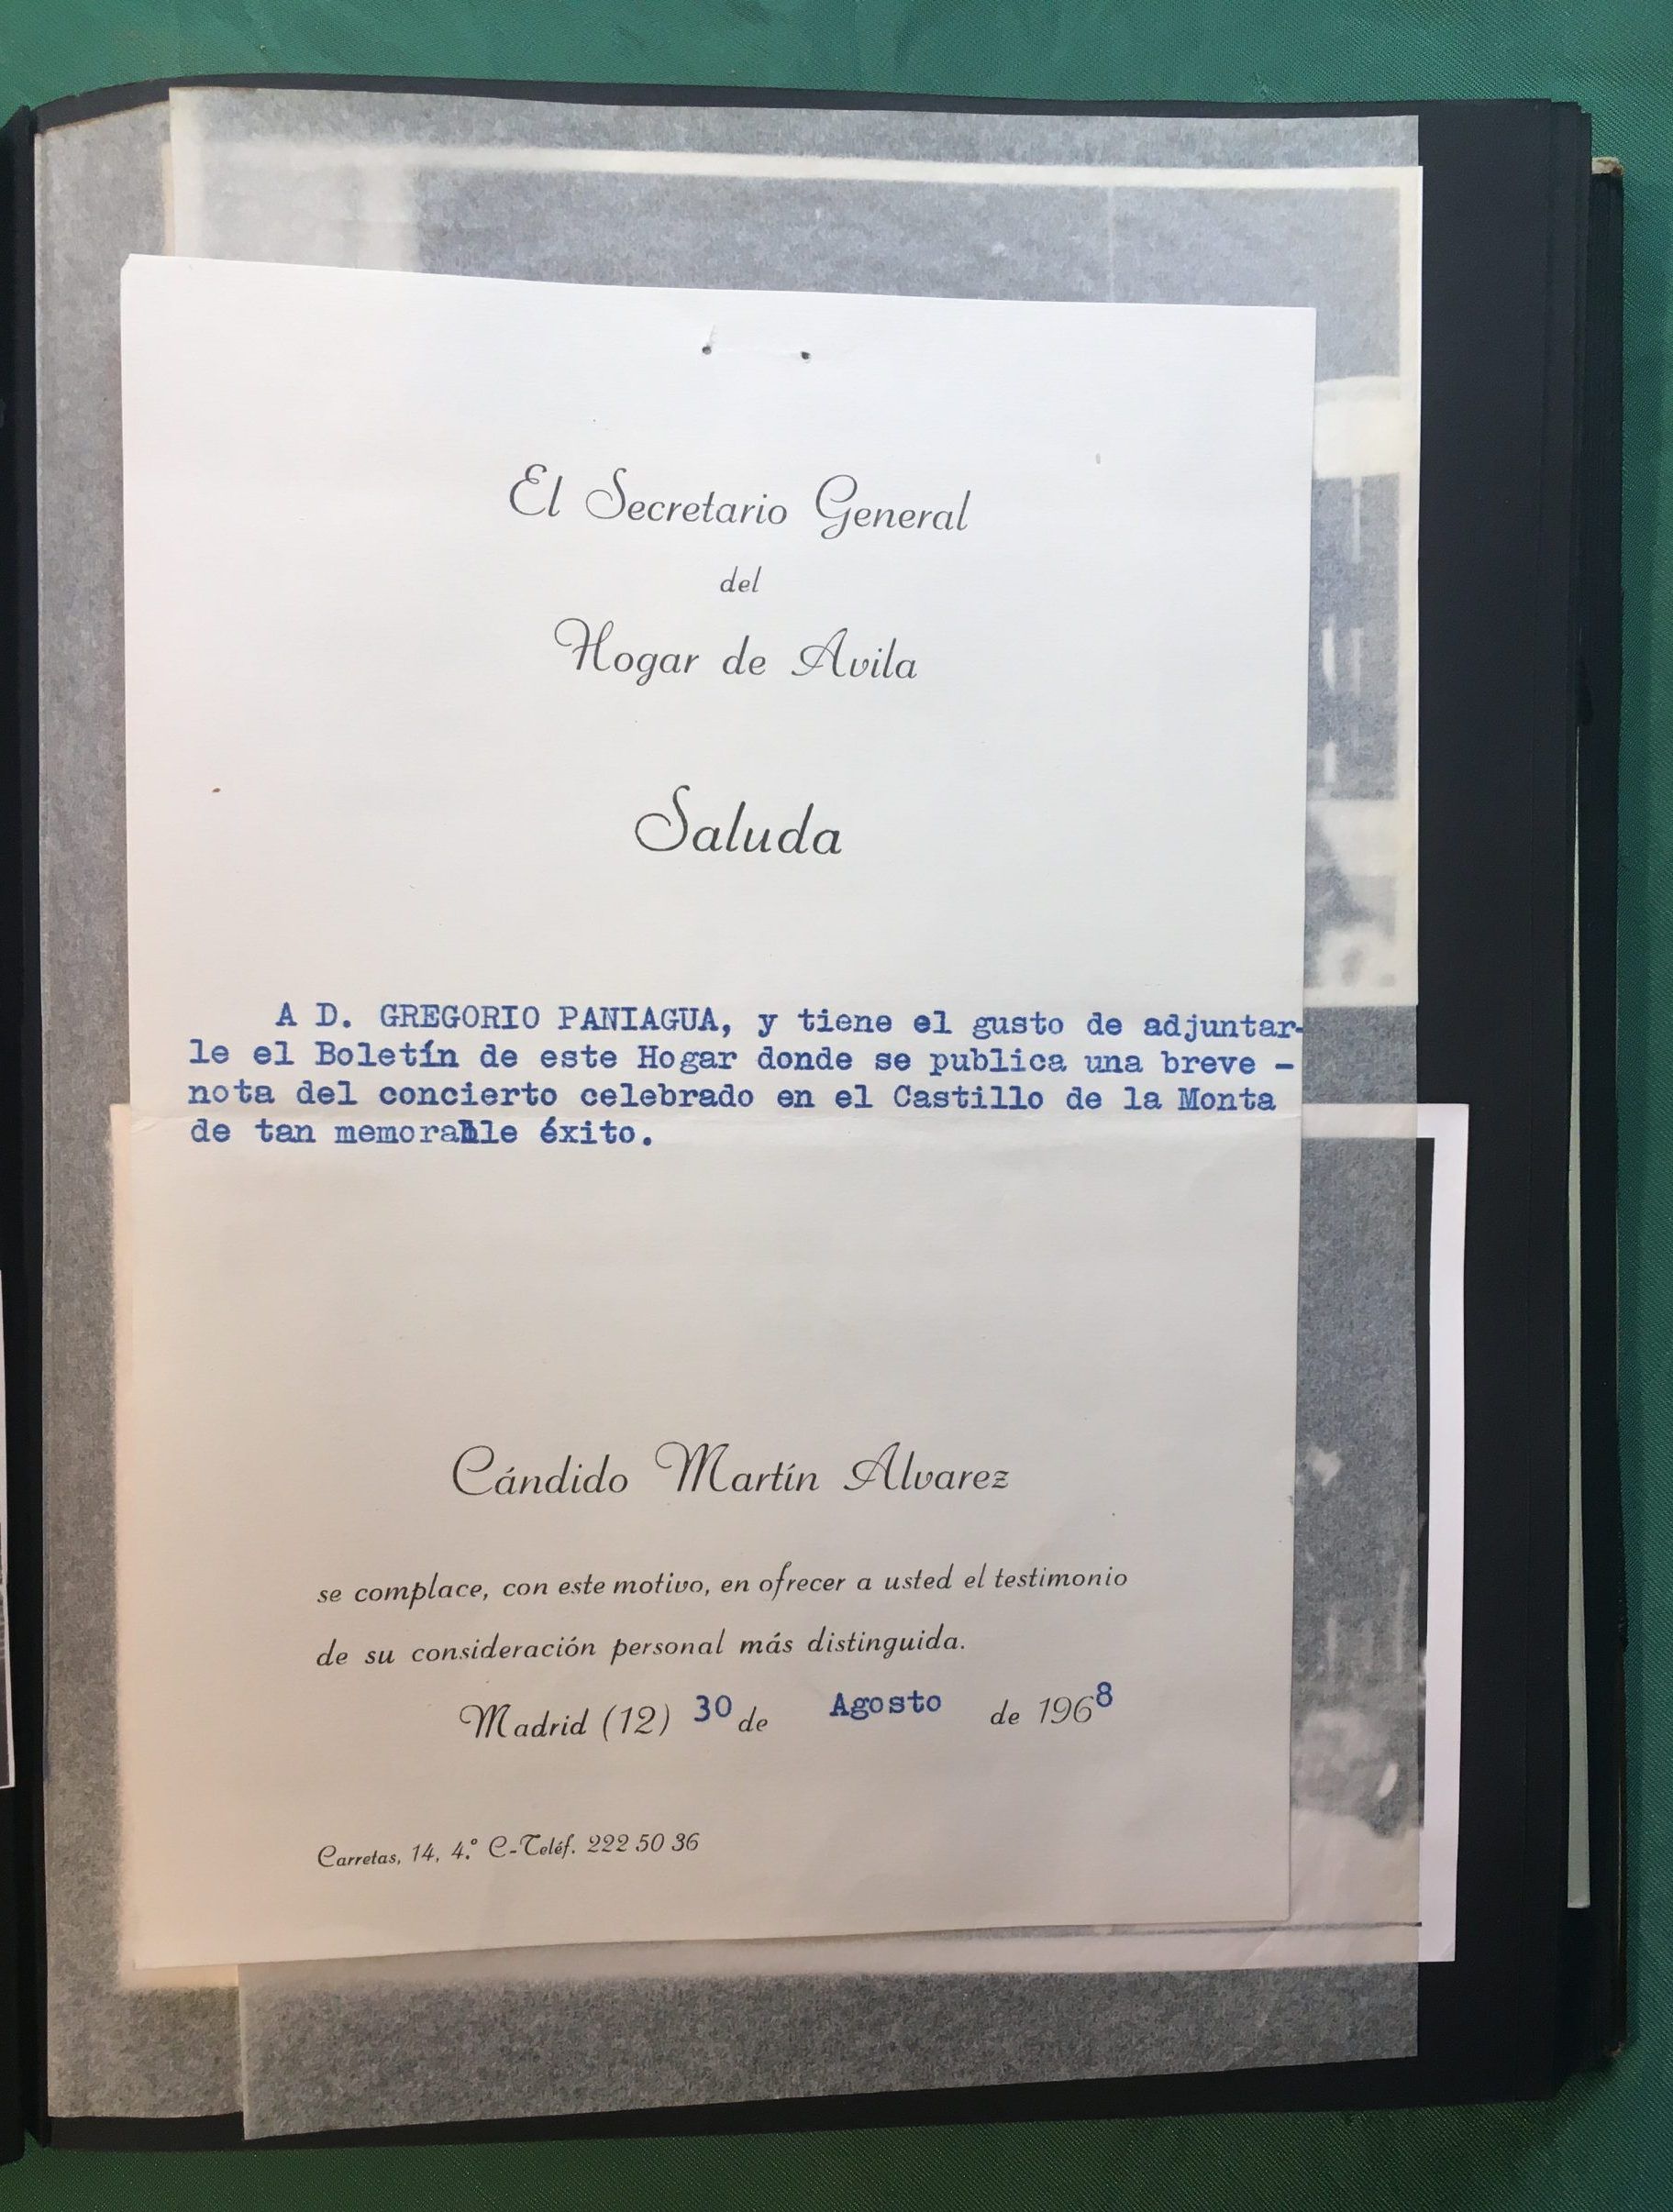 El Secretario General
del
Hogar de Avila
Saluda
A D. GREGORIO PANIAGUA, y tiene el gusto de adjuntar-
le el Boletín de este Hogar donde se publica una breve -
nota del concierto celebrado en el Castillo de la Monta
de tan memorable éxito.
Cándido Martín Alvarez
se complace, con este motivo, en ofrecer a usted el testimonio
de su consideración personal más distinguida.
Madrid (12) 30 de Agosto de 1968
Carretas, 14, 4.º C-Teléf. 222 50 36